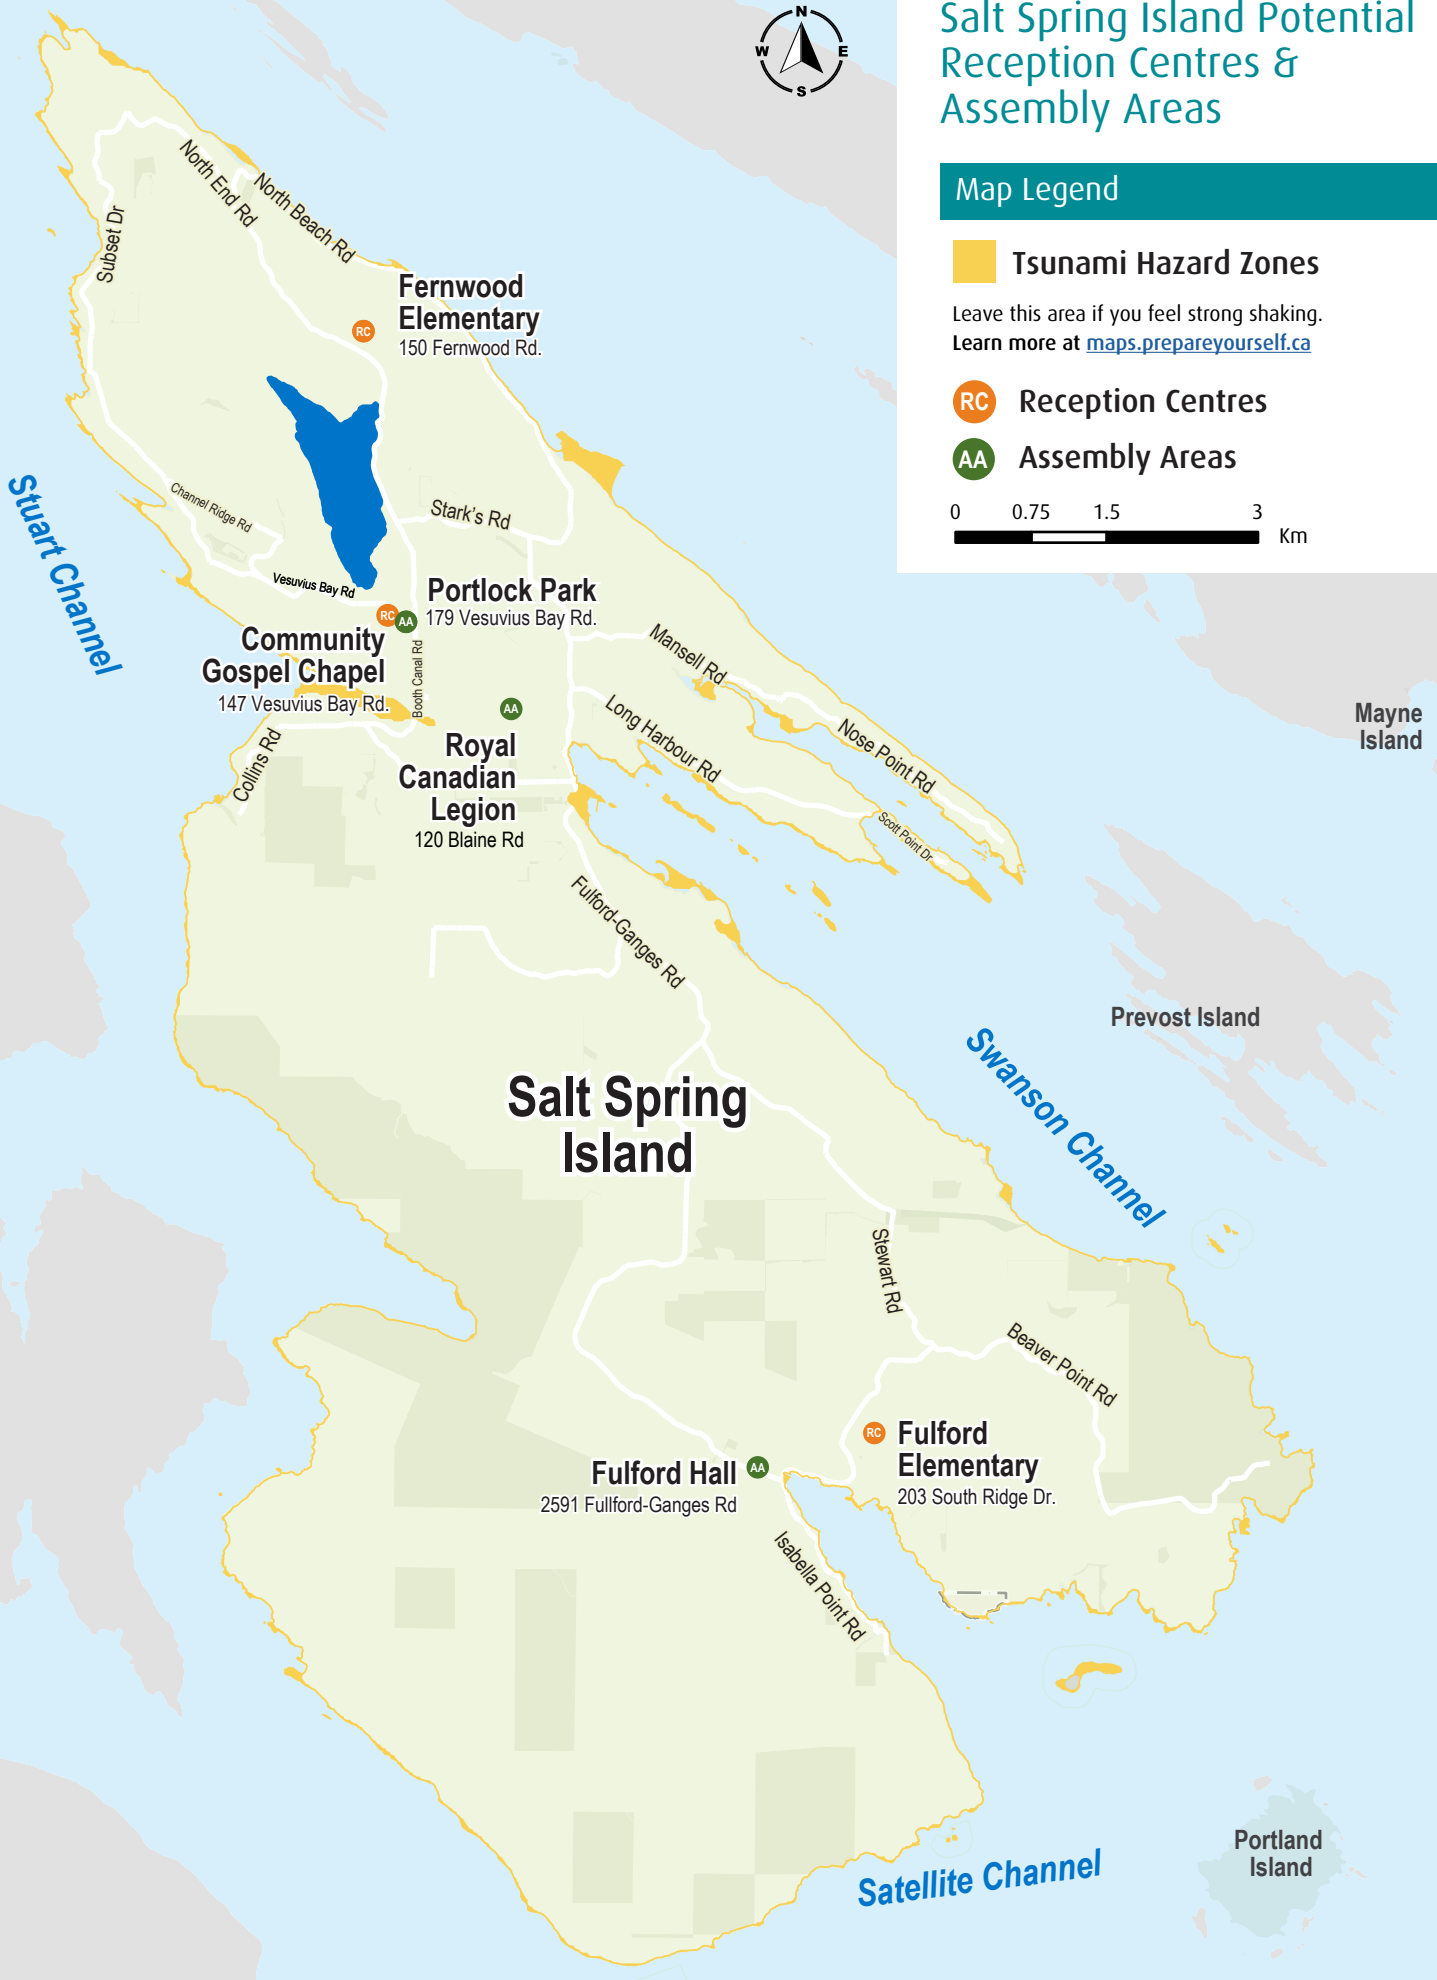 N
W
E
S
Salt Spring Island Potential
Reception Centres &
Assembly Areas
Map Legend
Tsunami Hazard Zones
Leave this area if you feel strong shaking.
Learn more at maps.prepareyourself.ca
RC
Reception Centres
AA
Assembly Areas
0
0.75
1.5
3
Km
North End Rd
North Beach Rd
Subset Dr
Fernwood
Elementary
150 Fernwood Rd.
RC
Stuart Channel
Channel Ridge Rd
Stark's Rd
Vesuvius Bay Rd
Portlock Park
179 Vesuvius Bay Rd.
RC
AA
Community
Gospel Chapel
147 Vesuvius Bay Rd.
Booth Canal Rd
Mansell Rd
AA
Royal
Canadian
Legion
120 Blaine Rd
Collins Rd
Long Harbour Rd
Nose Point Rd
Scott Point Dr
Mayne
Island
Fulford-Ganges Rd
Prevost Island
Swanson Channel
Salt Spring
Island
Stewart Rd
Beaver Point Rd
RC
Fulford
Elementary
203 South Ridge Dr.
Fulford Hall
AA
2591 Fullford-Ganges Rd
Isabella Point Rd
Satellite Channel
Portland
Island